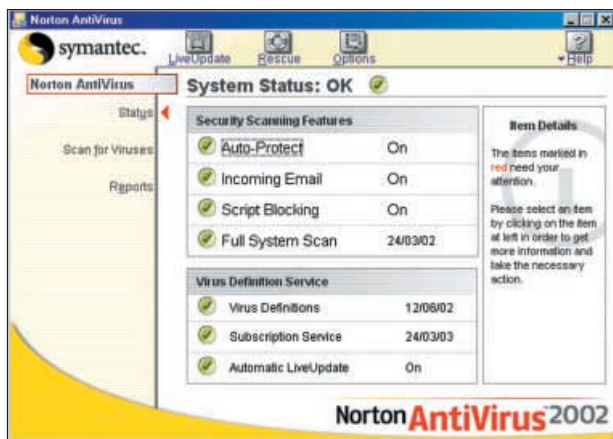 Norton AntiVirus
symantec.
LiveUpdate Rescue Options Help
Norton AntiVirus
Status
Scan for Viruses
Reports
System Status: OK
Security Scanning Features
Auto-Protect On
Incoming Email On
Script Blocking On
Full System Scan 24/03/02
Virus Definition Service
Virus Definitions 12/06/02
Subscription Service 24/03/03
Automatic LiveUpdate On
Item Details
The items marked in
red need your
attention.
Please select an item
by clicking on the item
at left in order to get
more information and
take the necessary
action.
Norton AntiVirus 2002